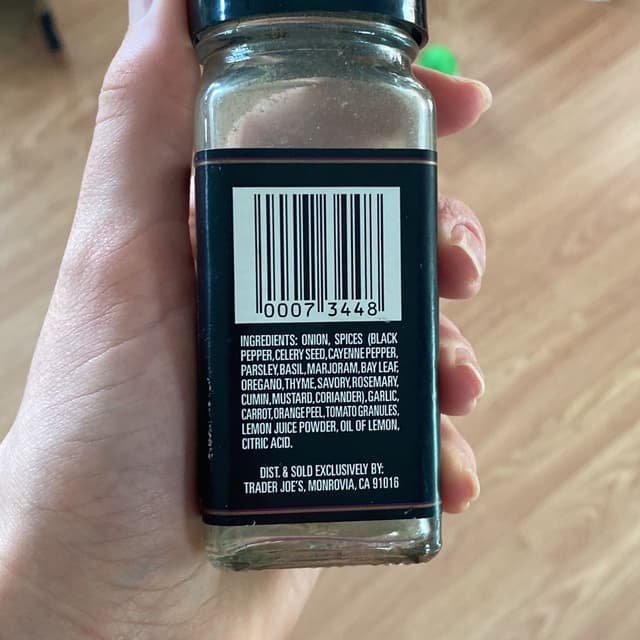 0007 3448
INGREDIENTS: ONION, SPICES (BLACK
PEPPER, CELERY SEED, CAYENNE PEPPER,
PARSLEY, BASIL, MARJORAM, BAY LEAF,
OREGANO, THYME, SAVORY, ROSEMARY,
CUMIN, MUSTARD, CORIANDER), GARLIC,
CARROT, ORANGE PEEL, TOMATO GRANULES,
LEMON JUICE POWDER, OIL OF LEMON,
CITRIC ACID.
DIST. & SOLD EXCLUSIVELY BY:
TRADER JOE'S, MONROVIA, CA 91016